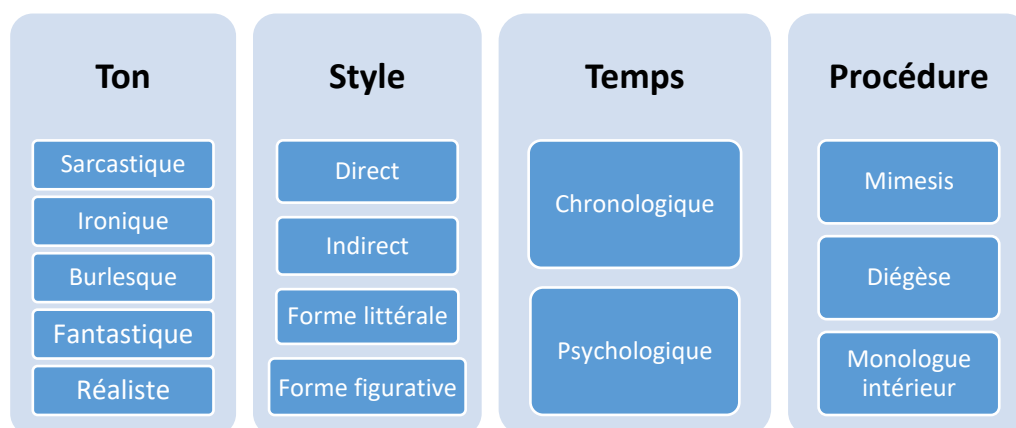 Ton
Sarcastique
Ironique
Burlesque
Fantastique
Réaliste
Style
Direct
Indirect
Forme littérale
Forme figurative
Temps
Chronologique
Psychologique
Procédure
Mimesis
Diégèse
Monologue
intérieur